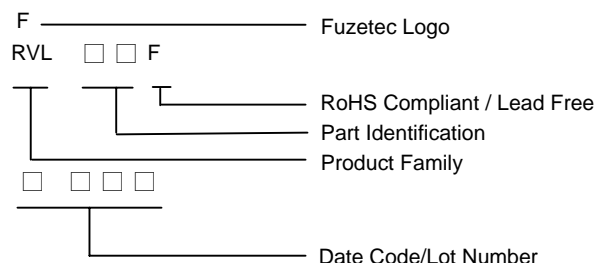 F Fuzetec Logo
RVL □ □ F
RoHS Compliant / Lead Free
Part Identification
Product Family
□ □ □ □
Date Code/Lot Number